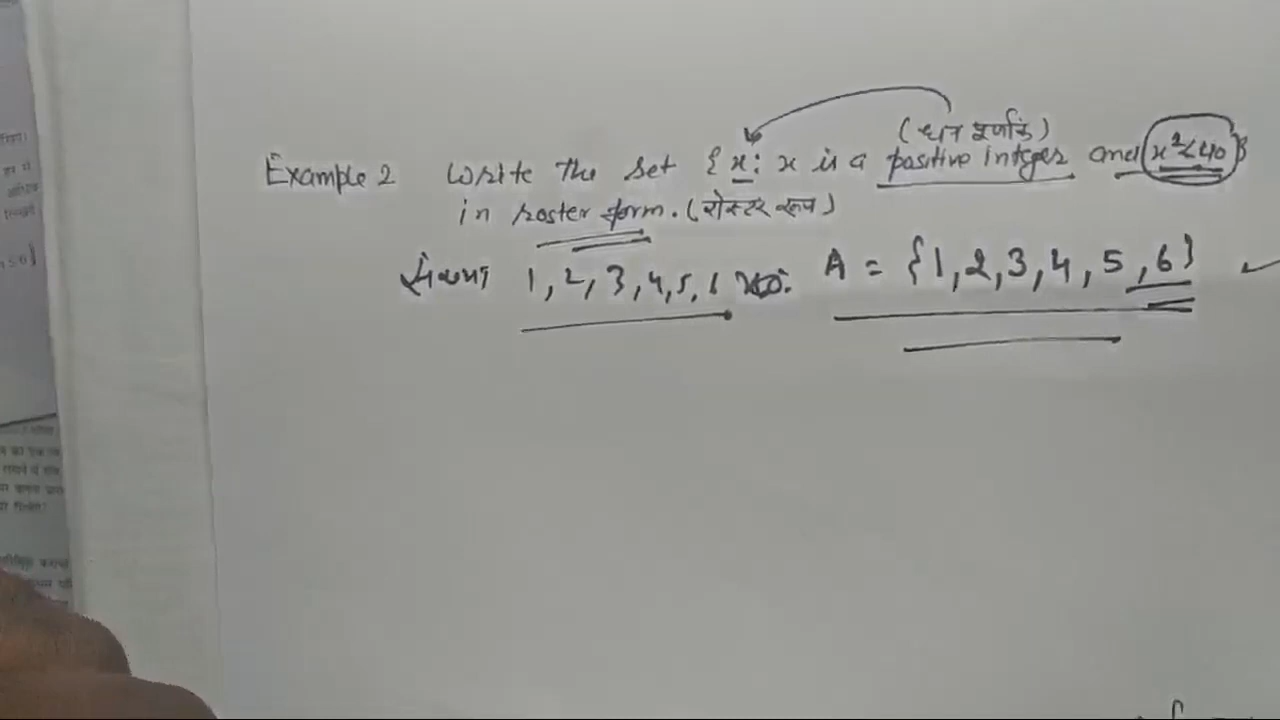 (धन पूर्णांक)
Example 2 Write the set {x: x is a positive integer and x²<40}
in roster form. (रोस्टर रूप)
संख्या 1, 2, 3, 4, 5, 6 A = {1, 2, 3, 4, 5, 6}